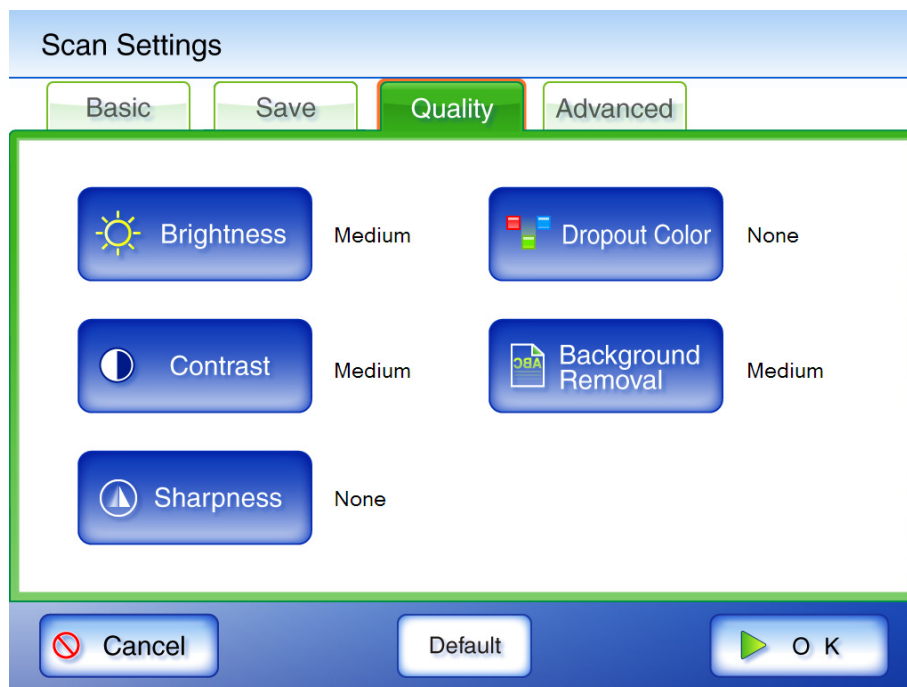 Scan Settings
Basic Save Quality Advanced
Brightness Medium
Dropout Color None
Contrast Medium
ABC
Background
Removal Medium
Sharpness None
Cancel Default O K